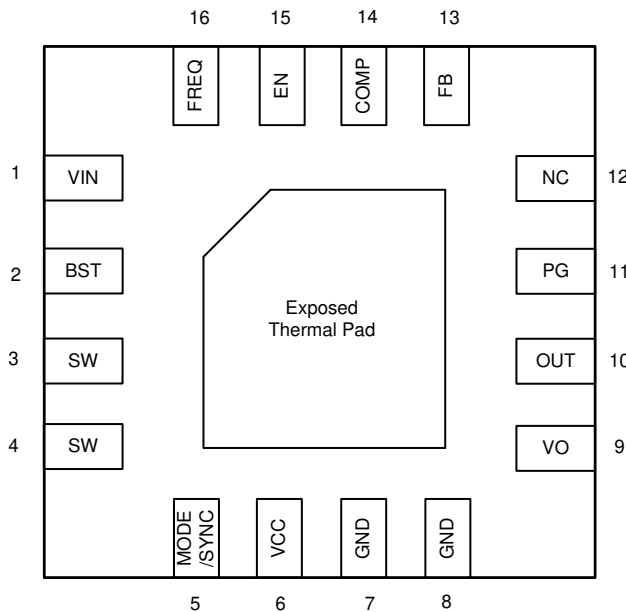 16 15 14 13
FREQ EN COMP FB
1 VIN NC 12
2 BST PG 11
Exposed
Thermal Pad
3 SW OUT 10
4 SW VO 9
MODE
/SYNC VCC GND GND
5 6 7 8